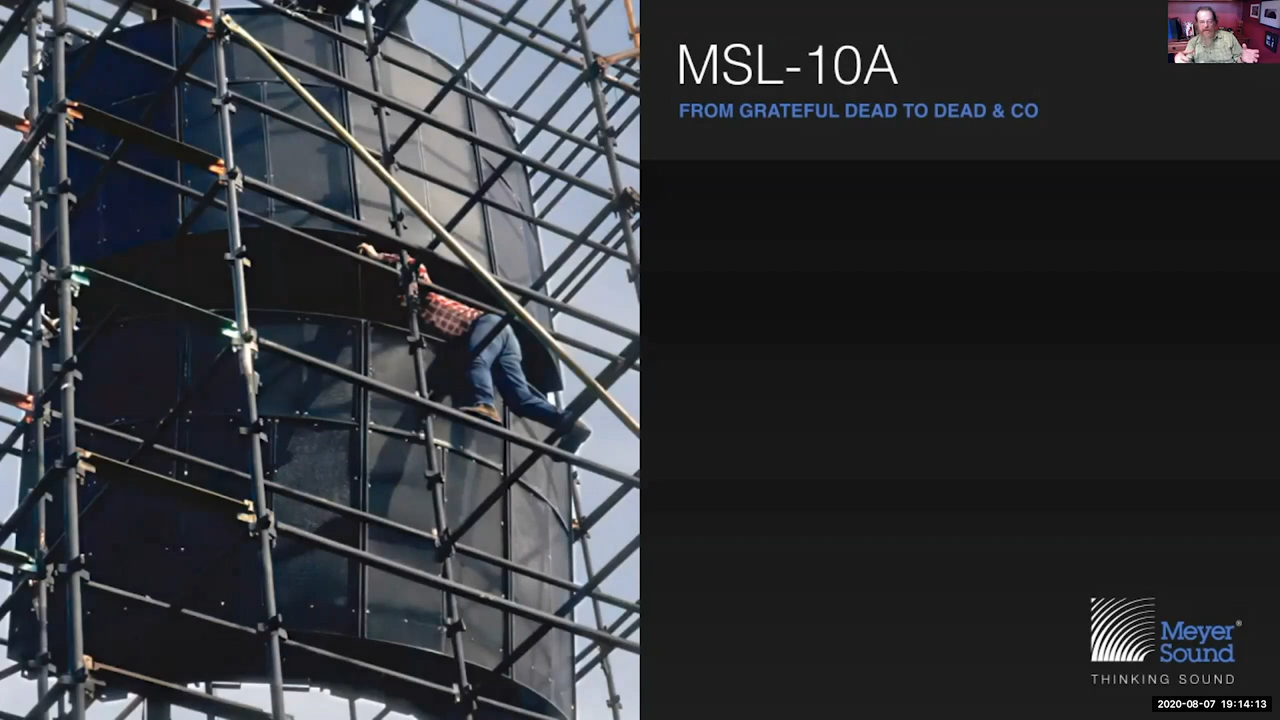 MSL-10A
FROM GRATEFUL DEAD TO DEAD & CO
Meyer®
Sound
THINKING SOUND
2020-08-07 19:14:13